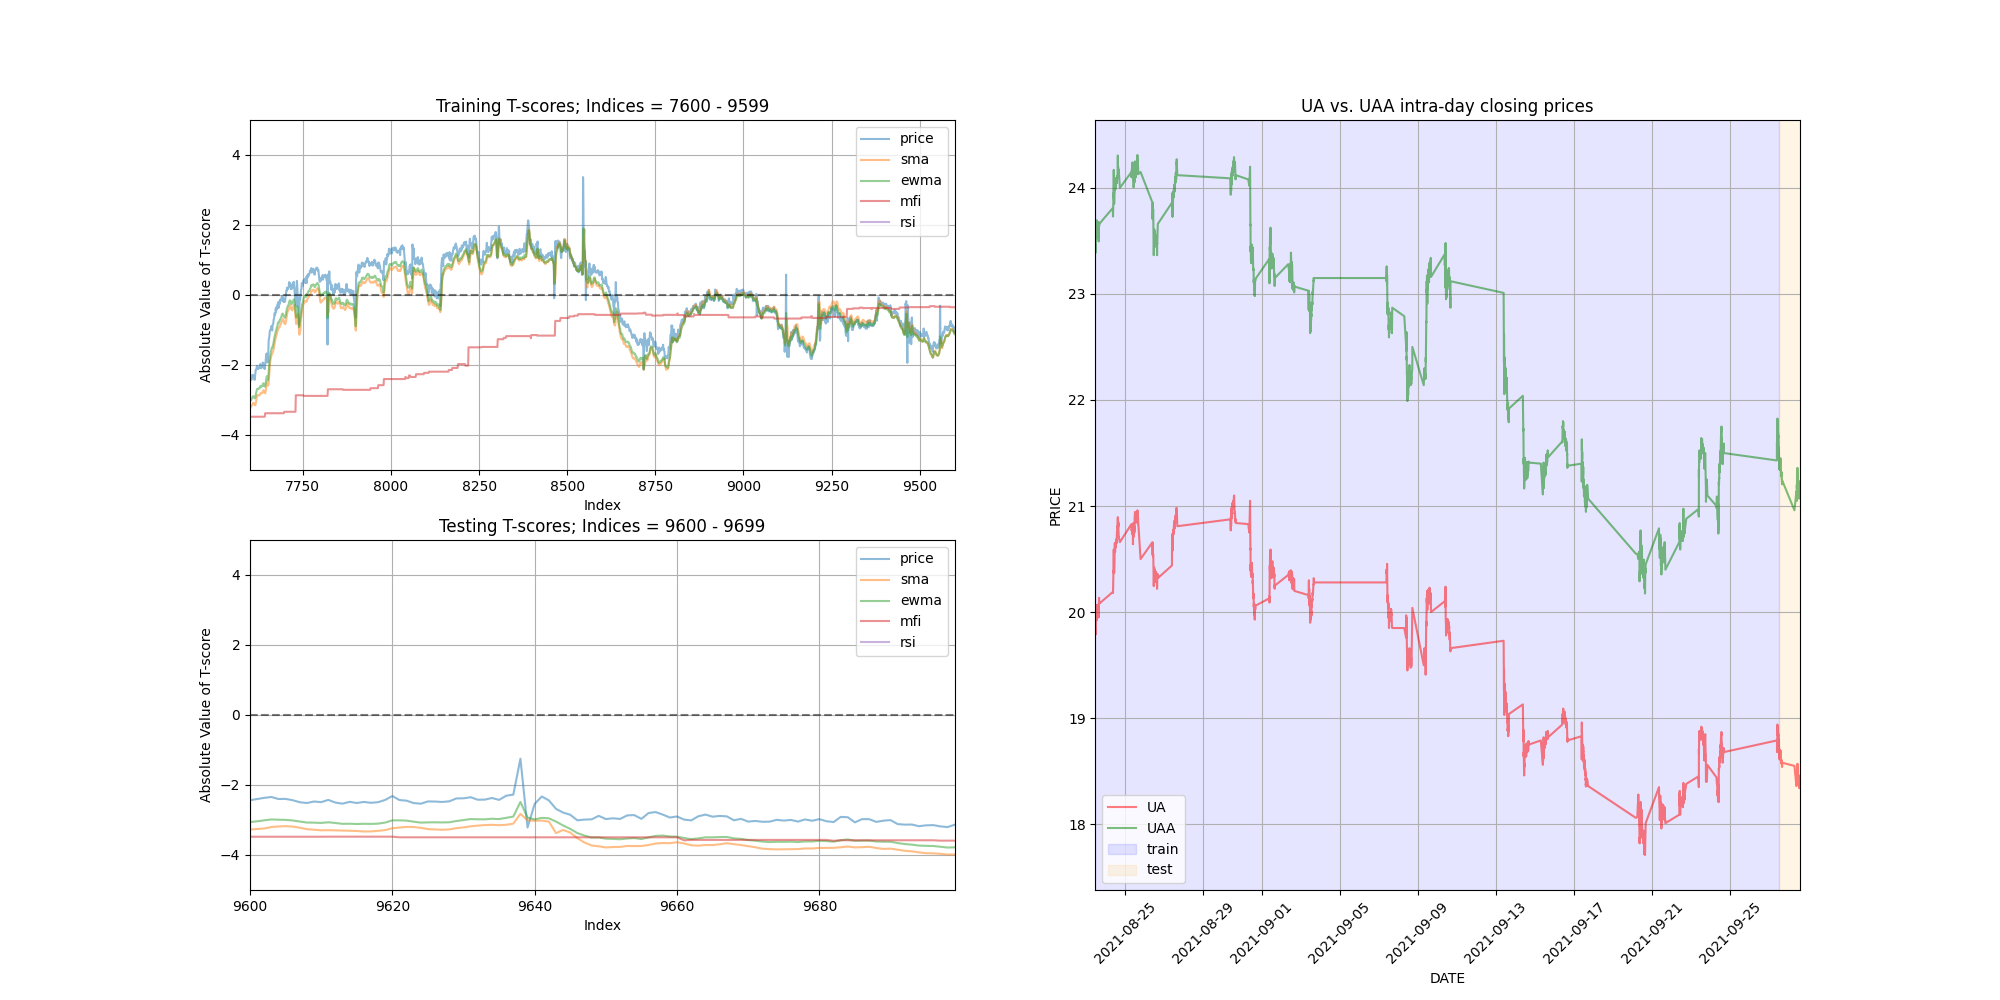 Training T-scores; Indices = 7600 - 9599
Absolute Value of T-score
4
2
0
−2
−4
price
sma
ewma
mfi
rsi
7750
8000
8250
8500
8750
9000
9250
9500
Index
Testing T-scores; Indices = 9600 - 9699
Absolute Value of T-score
4
2
0
−2
−4
price
sma
ewma
mfi
rsi
9600
9620
9640
9660
9680
Index
UA vs. UAA intra-day closing prices
PRICE
24
23
22
21
20
19
18
UA
UAA
train
test
2021-08-25
2021-08-29
2021-09-01
2021-09-05
2021-09-09
2021-09-13
2021-09-17
2021-09-21
2021-09-25
DATE